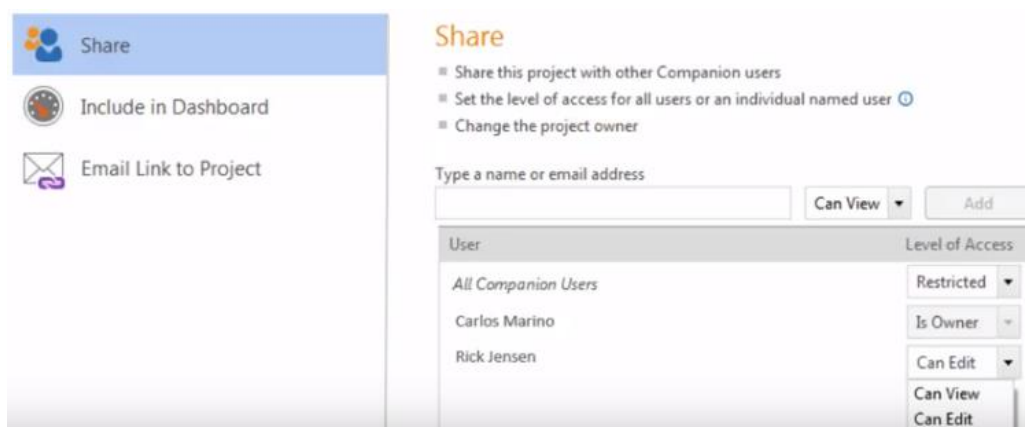 Share
Include in Dashboard
Email Link to Project
Share
Share this project with other Companion users
Set the level of access for all users or an individual named user
Change the project owner
Type a name or email address
Can View Add
User Level of Access
All Companion Users Restricted
Carlos Marino Is Owner
Rick Jensen Can Edit
Can View
Can Edit